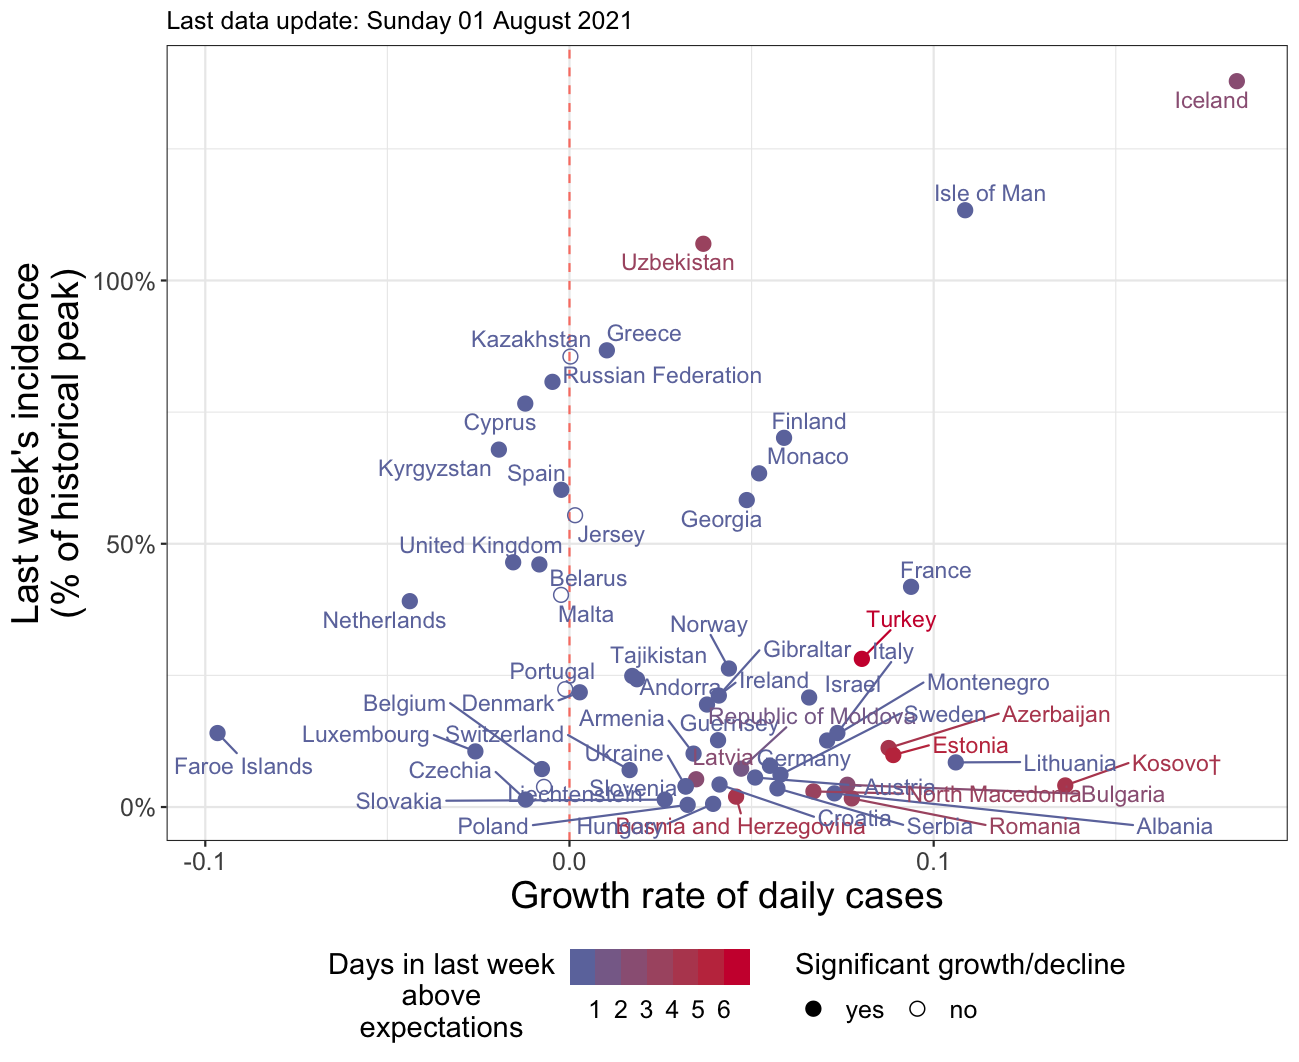 Last data update: Sunday 01 August 2021
Iceland
Isle of Man
Uzbekistan
100%
Kazakhstan
Greece
Russian Federation
Cyprus
Finland
Kyrgyzstan
Spain
Monaco
Georgia
Jersey
50%
United Kingdom
Belarus
France
Netherlands
Malta
Turkey
Norway
Gibraltar
Italy
Tajikistan
Portugal
Andorra
Ireland
Israel
Montenegro
Belgium
Denmark
Armenia
Guernsey
Republic of Moldova
Sweden
Azerbaijan
Luxembourg
Switzerland
Estonia
Faroe Islands
Ukraine
Latvia
Germany
Lithuania
Kosovo†
Czechia
Slovenia
Liechtenstein
Austria
North Macedonia
Bulgaria
Slovakia
0%
Poland
Hungary
Bosnia and Herzegovina
Croatia
Serbia
Romania
Albania
-0.1
0.0
0.1
Last week's incidence
(% of historical peak)
Growth rate of daily cases
Days in last week
above
expectations
1 2 3 4 5 6
Significant growth/decline
yes
no